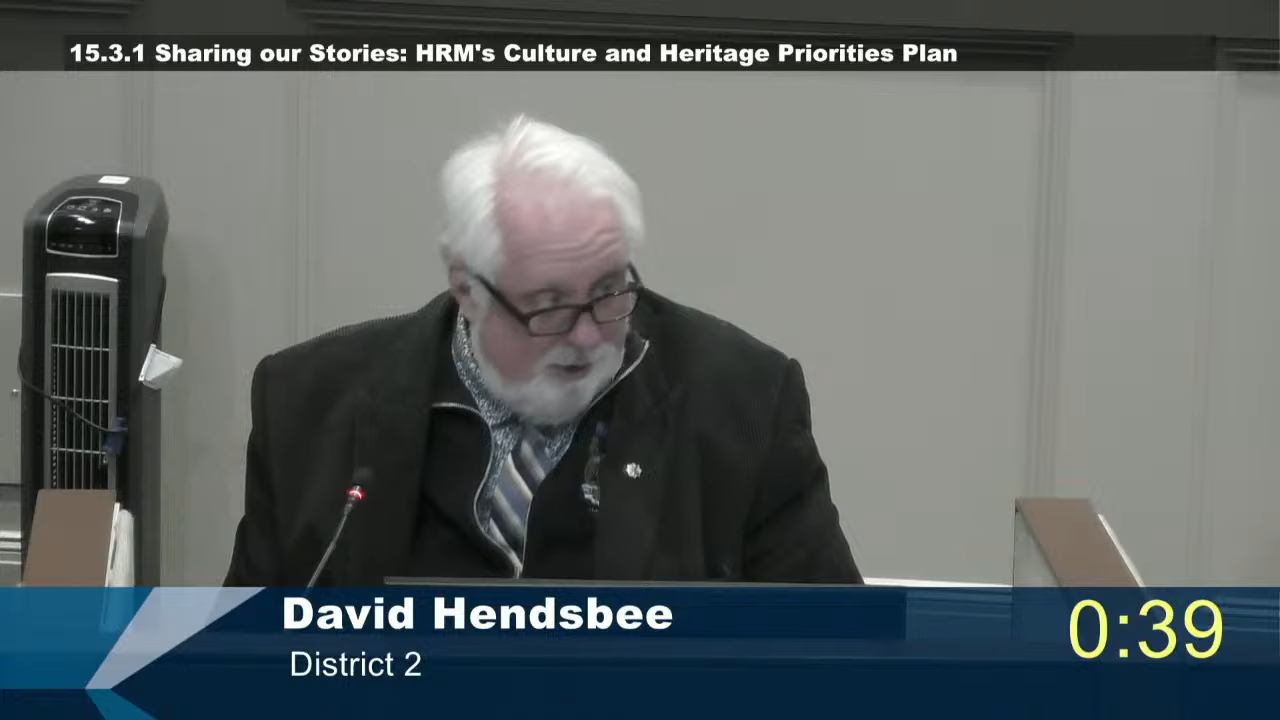 15.3.1 Sharing our Stories: HRM's Culture and Heritage Priorities Plan
David Hendsbee
District 2
0:39